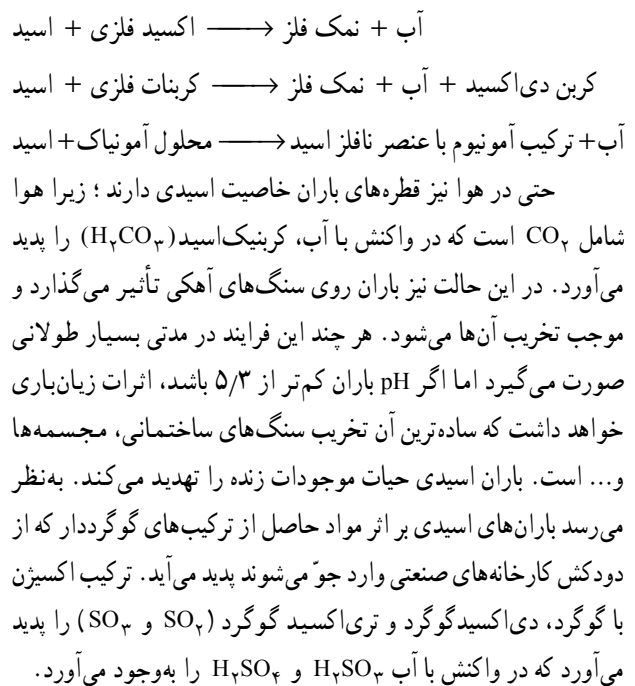 آب + نمک فلز ⟶ اکسید فلزی + اسید
کربن دی‌اکسید + آب + نمک فلز ⟶ کربنات فلزی + اسید
آب+ ترکیب آمونیوم با عنصر نافلز اسید ⟶ محلول آمونیاک+ اسید
حتی در هوا نیز قطره‌های باران خاصیت اسیدی دارند ؛ زیرا هوا
شامل CO₂ است که در واکنش با آب، کربنیک‌اسید(H₂CO₃) را پدید
می‌آورد. در این حالت نیز باران روی سنگ‌های آهکی تأثیر می‌گذارد و
موجب تخریب آن‌ها می‌شود. هر چند این فرایند در مدتی بسیار طولانی
صورت می‌گیرد اما اگر pH باران کم‌تر از ۵/۳ باشد، اثرات زیان‌باری
خواهد داشت که ساده‌ترین آن تخریب سنگ‌های ساختمانی، مجسمه‌ها
و... است. باران اسیدی حیات موجودات زنده را تهدید می‌کند. به‌نظر
می‌رسد باران‌های اسیدی بر اثر مواد حاصل از ترکیب‌های گوگرددار که از
دودکش کارخانه‌های صنعتی وارد جوّ می‌شوند پدید می‌آید. ترکیب اکسیژن
با گوگرد، دی‌اکسیدگوگرد و تری‌اکسید گوگرد (SO₂ و SO₃) را پدید
می‌آورد که در واکنش با آب H₂SO₃ و H₂SO₄ را به‌وجود می‌آورد.